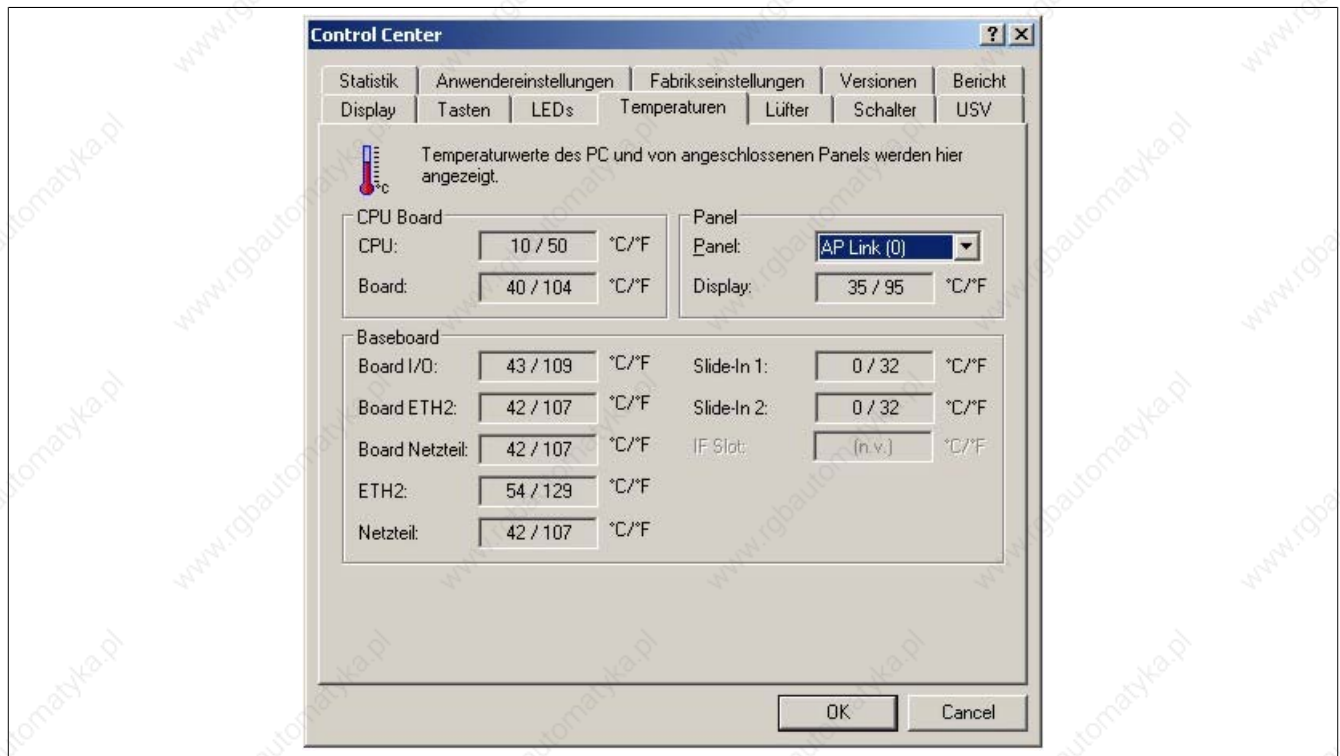 Control Center
Statistik Anwendereinstellungen Fabrikseinstellungen Versionen Bericht
Display Tasten LEDs Temperaturen Lüfter Schalter USV
Temperaturwerte des PC und von angeschlossenen Panels werden hier
angezeigt.
°C
CPU Board
CPU: 10 / 50 °C/°F
Board: 40 / 104 °C/°F
Panel
Panel: AP Link (0)
Display: 35 / 95 °C/°F
Baseboard
Board I/O: 43 / 109 °C/°F Slide-In 1: 0 / 32 °C/°F
Board ETH2: 42 / 107 °C/°F Slide-In 2: 0 / 32 °C/°F
Board Netzteil: 42 / 107 °C/°F IF Slot: (n.v.) °C/°F
ETH2: 54 / 129 °C/°F
Netzteil: 42 / 107 °C/°F
OK Cancel
www.rgbautomatyka.pl